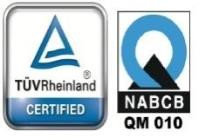 TÜVRheinland®
CERTIFIED
NABCB
QM 010